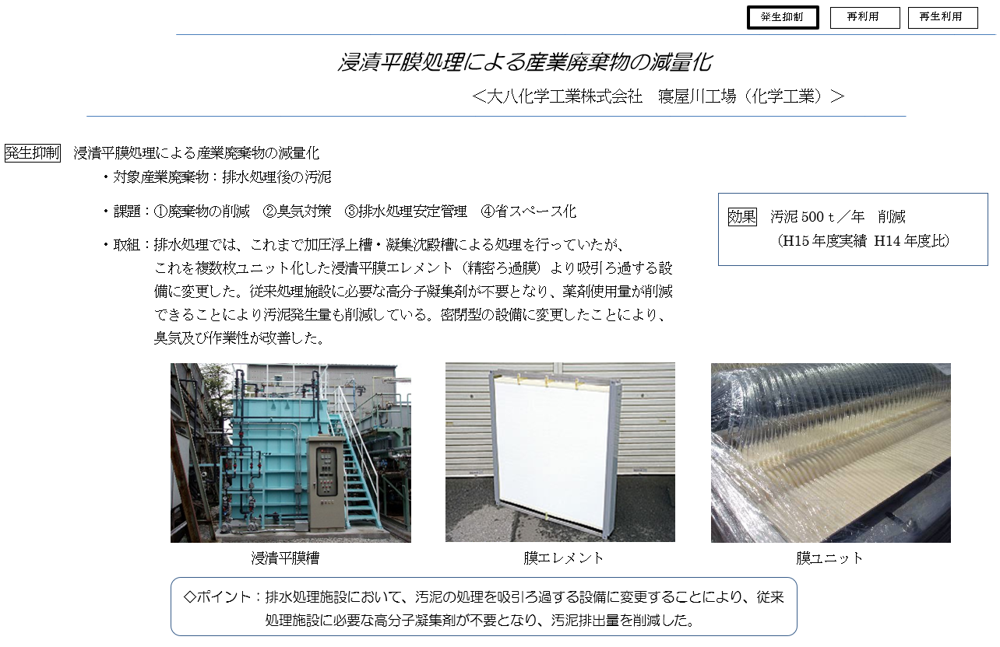 発生抑制 再利用 再生利用
浸漬平膜処理による産業廃棄物の減量化
＜大八化学工業株式会社　寝屋川工場（化学工業）＞
発生抑制　浸漬平膜処理による産業廃棄物の減量化
・対象産業廃棄物：排水処理後の汚泥
・課題：①廃棄物の削減　②臭気対策　③排水処理安定管理　④省スペース化
・取組：排水処理では、これまで加圧浮上槽・凝集沈殿槽による処理を行っていたが、
これを複数枚ユニット化した浸漬平膜エレメント（精密ろ過膜）より吸引ろ過する設
備に変更した。従来処理施設に必要な高分子凝集剤が不要となり、薬剤使用量が削減
できることにより汚泥発生量も削減している。密閉型の設備に変更したことにより、
臭気及び作業性が改善した。
効果　汚泥 500ｔ／年　削減
（H15 年度実績 H14 年度比）
浸漬平膜槽
膜エレメント
膜ユニット
◇ポイント：排水処理施設において、汚泥の処理を吸引ろ過する設備に変更することにより、従来
処理施設に必要な高分子凝集剤が不要となり、汚泥排出量を削減した。